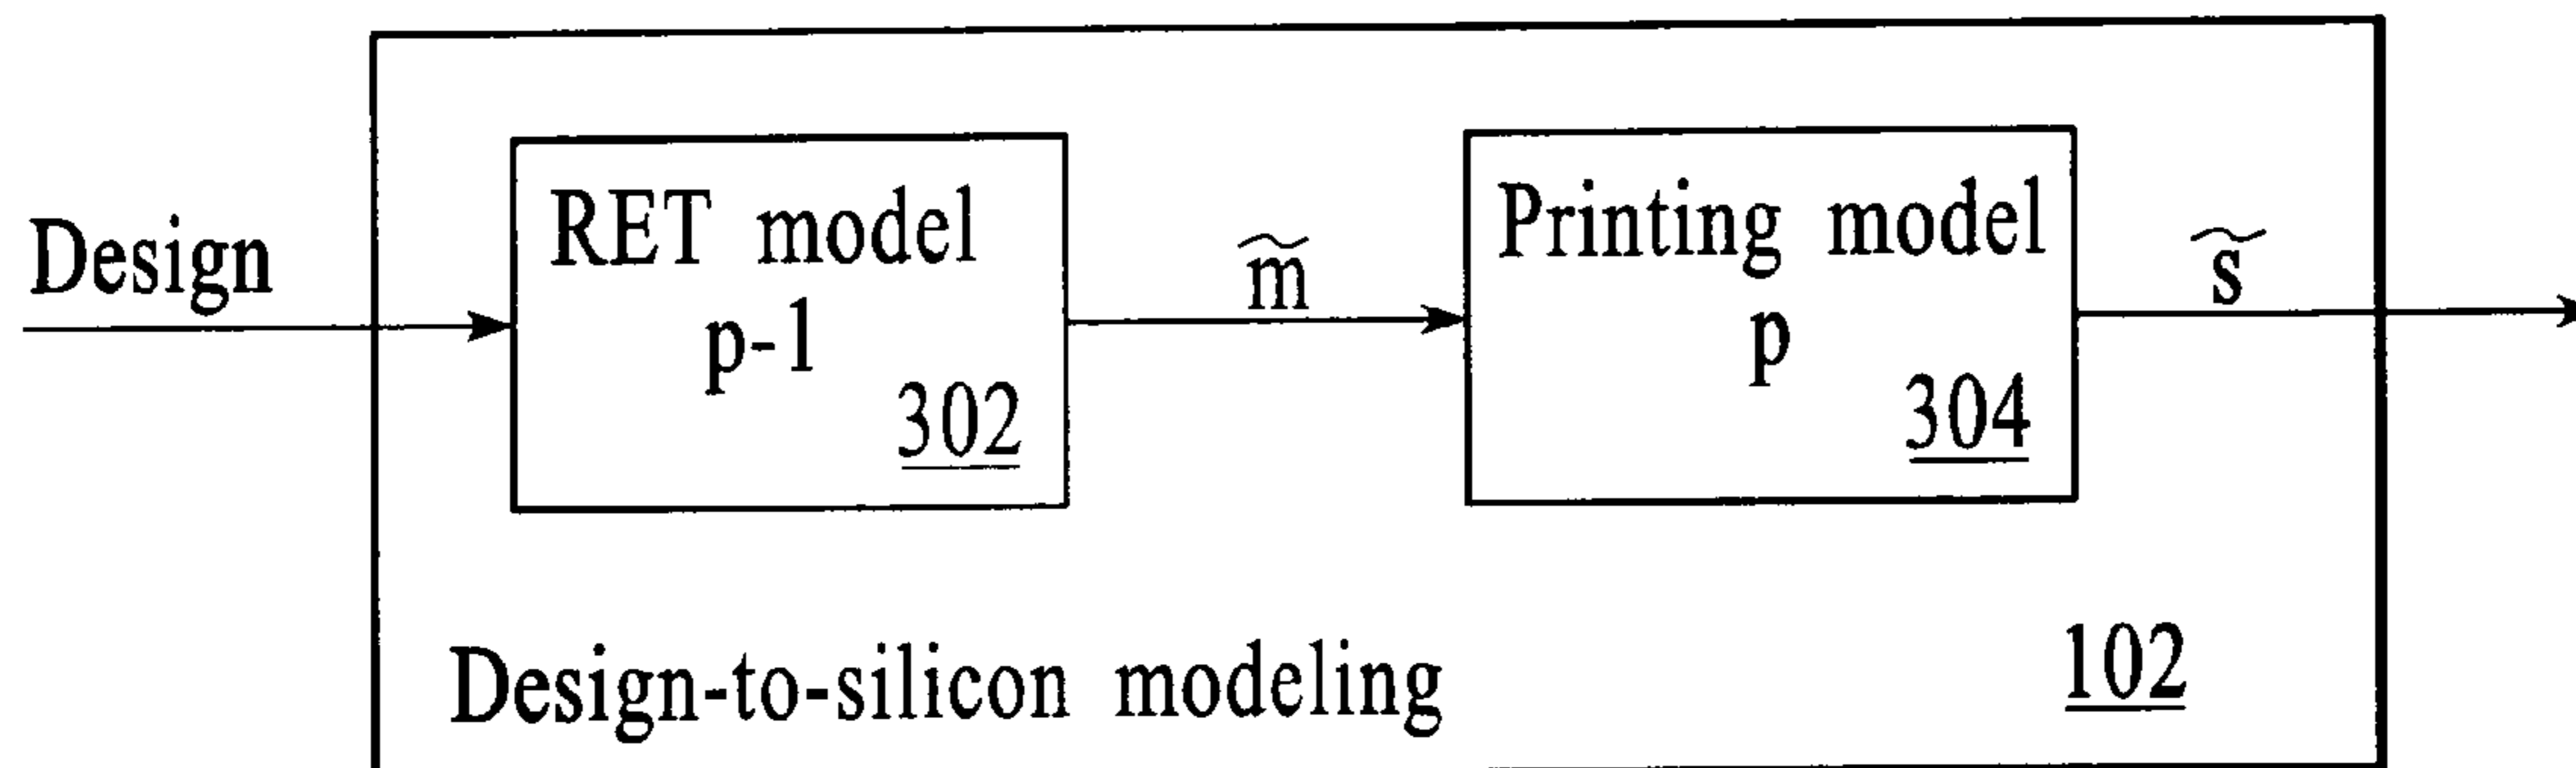 Design
RET model
p-1
302
m̃
Printing model
p
304
s̃
Design-to-silicon modeling
102